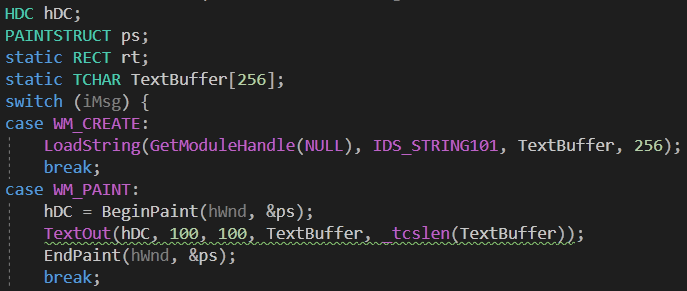 HDC hDC;
PAINTSTRUCT ps;
static RECT rt;
static TCHAR TextBuffer[256];
switch (iMsg) {
case WM_CREATE:
    LoadString(GetModuleHandle(NULL), IDS_STRING101, TextBuffer, 256);
    break;
case WM_PAINT:
    hDC = BeginPaint(hWnd, &ps);
    TextOut(hDC, 100, 100, TextBuffer, _tcslen(TextBuffer));
    EndPaint(hWnd, &ps);
    break;